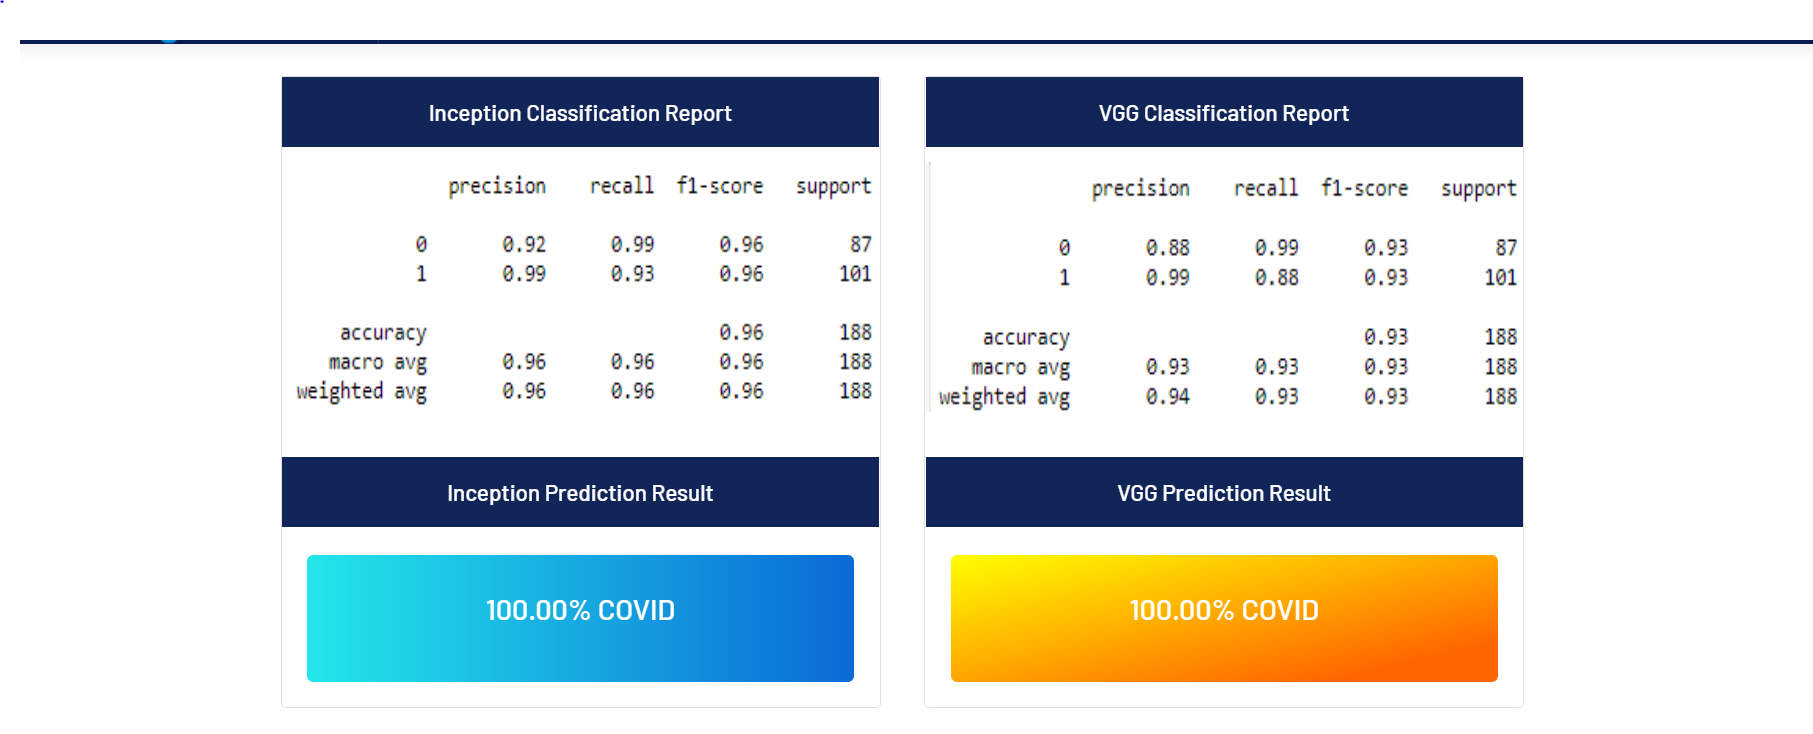 Inception Classification Report
precision recall f1-score support
0 0.92 0.99 0.96 87
1 0.99 0.93 0.96 101
accuracy 0.96 188
macro avg 0.96 0.96 0.96 188
weighted avg 0.96 0.96 0.96 188
Inception Prediction Result
100.00% COVID
VGG Classification Report
precision recall f1-score support
0 0.88 0.99 0.93 87
1 0.99 0.88 0.93 101
accuracy 0.93 188
macro avg 0.93 0.93 0.93 188
weighted avg 0.94 0.93 0.93 188
VGG Prediction Result
100.00% COVID